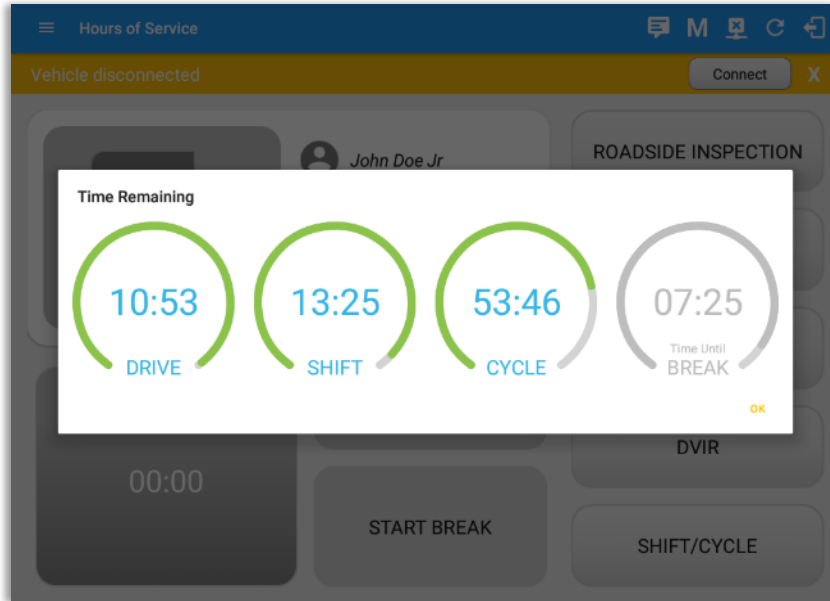 Hours of Service
M
Vehicle disconnected
Connect
X
John Doe Jr
ROADSIDE INSPECTION
Time Remaining
10:53
DRIVE
13:25
SHIFT
53:46
CYCLE
07:25
Time Until
BREAK
OK
DVIR
00:00
START BREAK
SHIFT/CYCLE